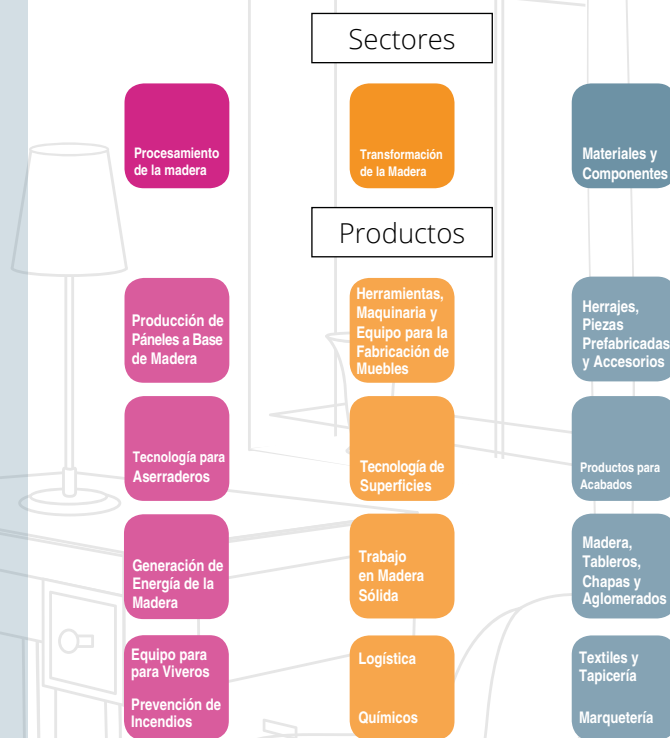 Sectores
Procesamiento
de la madera
Transformación
de la Madera
Materiales y
Componentes
Productos
Producción de
Páneles a Base
de Madera
Herramientas,
Maquinaria y
Equipo para la
Fabricación de
Muebles
Herrajes,
Piezas
Prefabricadas
y Accesorios
Tecnología para
Aserraderos
Tecnología de
Superficies
Productos para
Acabados
Generación de
Energía de la
Madera
Trabajo
en Madera
Sólida
Madera,
Tableros,
Chapas y
Aglomerados
Equipo para
para Viveros
Prevención de
Incendios
Logística
Químicos
Textiles y
Tapicería
Marquetería